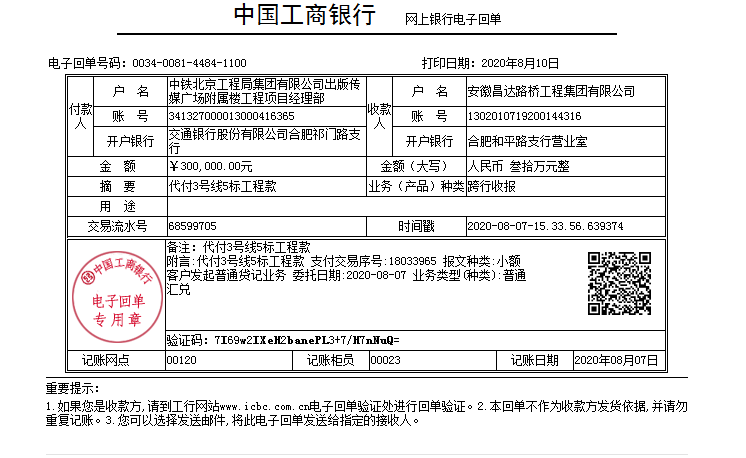 中国工商银行 网上银行电子回单
电子回单号码：0034-0081-4484-1100 打印日期：2020年8月10日
付款人
户 名 中铁北京工程局集团有限公司出版传
媒广场附属楼工程项目经理部
收款人
户 名 安徽昌达路桥工程集团有限公司
账 号 341327000013000416365 账 号 1302010719200144316
开户银行 交通银行股份有限公司合肥祁门路支
行
开户银行 合肥和平路支行营业室
金 额 ￥300,000.00元 金额（大写） 人民币 叁拾万元整
摘 要 代付3号线5标工程款 业务（产品）种类 跨行收报
用 途
交易流水号 68599705 时间戳 2020-08-07-15.33.56.639374
中国工商银行
电子回单
专用章
备注：代付3号线5标工程款
附言:代付3号线5标工程款 支付交易序号:18033965 报文种类:小额
客户发起普通贷记业务 委托日期:2020-08-07 业务类型(种类):普通
汇兑
验证码：7I69w2IXeH2banePL3+7/M7nNuQ=
记账网点 00120 记账柜员 00023 记账日期 2020年08月07日
重要提示：
1.如果您是收款方,请到工行网站www.icbc.com.cn电子回单验证处进行回单验证。2.本回单不作为收款方发货依据,并请勿
重复记账。3.您可以选择发送邮件,将此电子回单发送给指定的接收人。